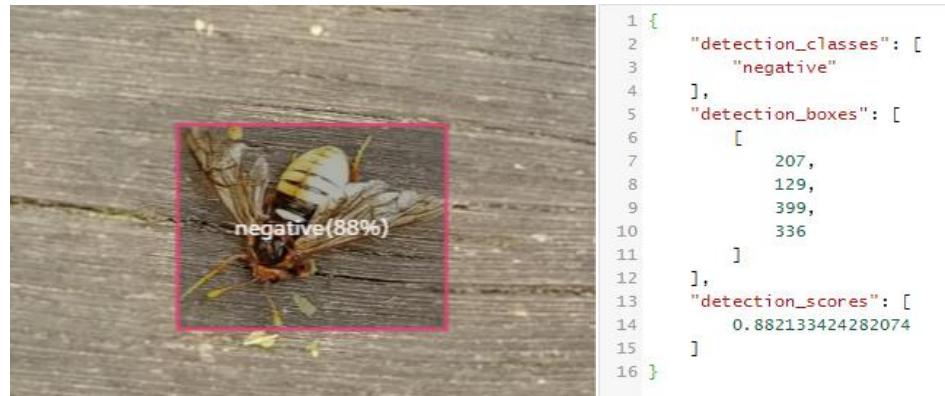 negative(88%)
1 {
2 "detection_classes": [
3 "negative"
4 ],
5 "detection_boxes": [
6 [
7 207,
8 129,
9 399,
10 336
11 ]
12 ],
13 "detection_scores": [
14 0.882133424282074
15 ]
16 }